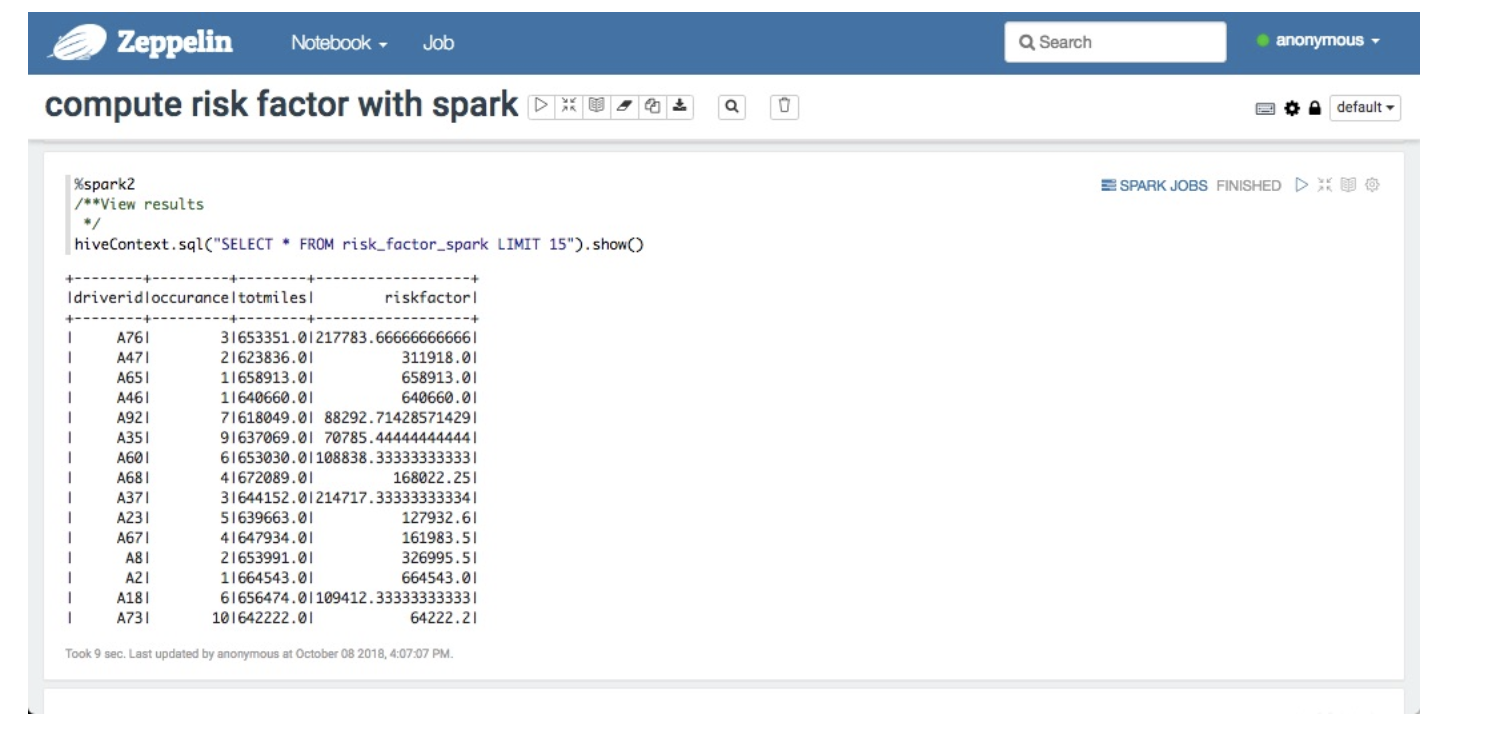 Zeppelin Notebook Job Search anonymous
compute risk factor with spark default
%spark2 SPARK JOBS FINISHED
/**View results
*/
hiveContext.sql("SELECT * FROM risk_factor_spark LIMIT 15").show()
+--------+---------+--------+------------------+
|driverid|occurance|totmiles|        riskfactor|
+--------+---------+--------+------------------+
|     A76|        3|653351.0|217783.66666666666|
|     A47|        2|623836.0|          311918.0|
|     A65|        1|658913.0|          658913.0|
|     A46|        1|640660.0|          640660.0|
|     A92|        7|618049.0| 88292.71428571429|
|     A35|        9|637069.0| 70785.44444444444|
|     A60|        6|653030.0|108838.33333333333|
|     A68|        4|672089.0|         168022.25|
|     A37|        3|644152.0|214717.33333333334|
|     A23|        5|639663.0|          127932.6|
|     A67|        4|647934.0|          161983.5|
|      A8|        2|653991.0|          326995.5|
|      A2|        1|664543.0|          664543.0|
|     A18|        6|656474.0|109412.33333333333|
|     A73|       10|642222.0|           64222.2|
Took 9 sec. Last updated by anonymous at October 08 2018, 4:07:07 PM.